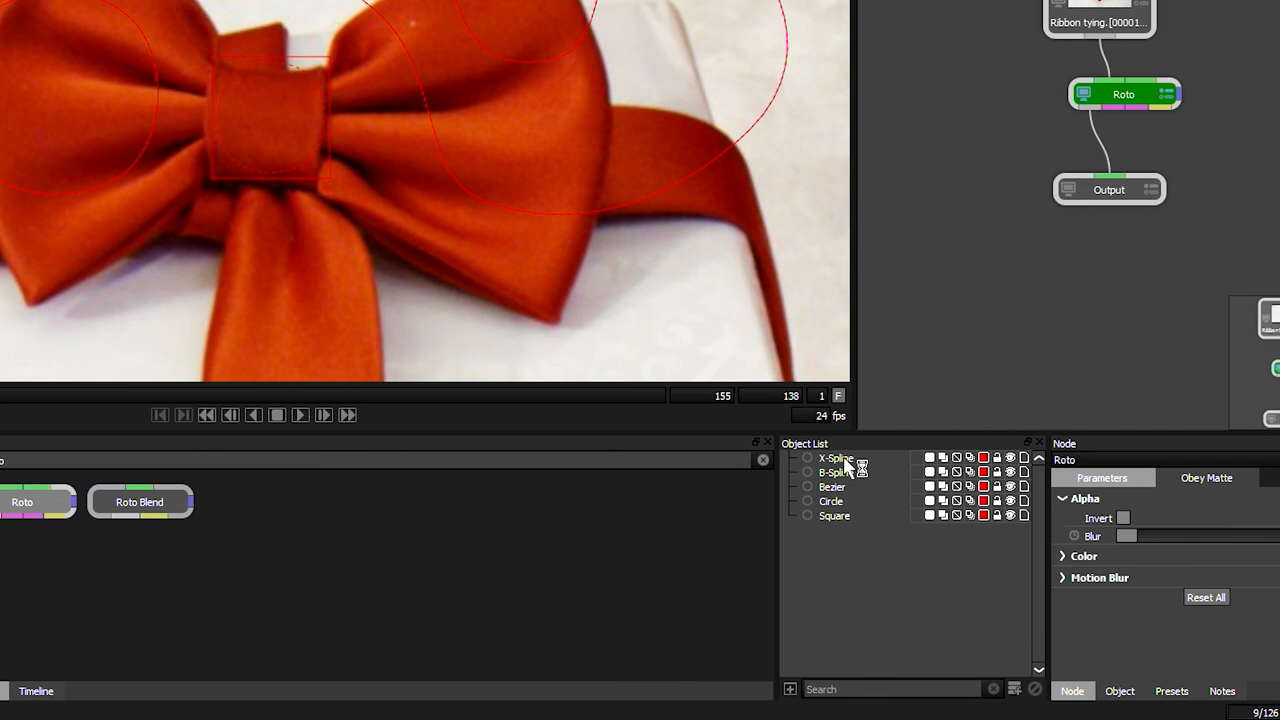 Ribbon tying.[00001...
Roto
Output
155 138 1 F
24 fps
Object List
X-Spline
Bezier
Circle
Square
Search
Roto
Roto Blend
Timeline
Node
Roto
Parameters
Obey Matte
Alpha
Invert
Blur
Color
Motion Blur
Reset All
Node
Object
Presets
Notes
9/126